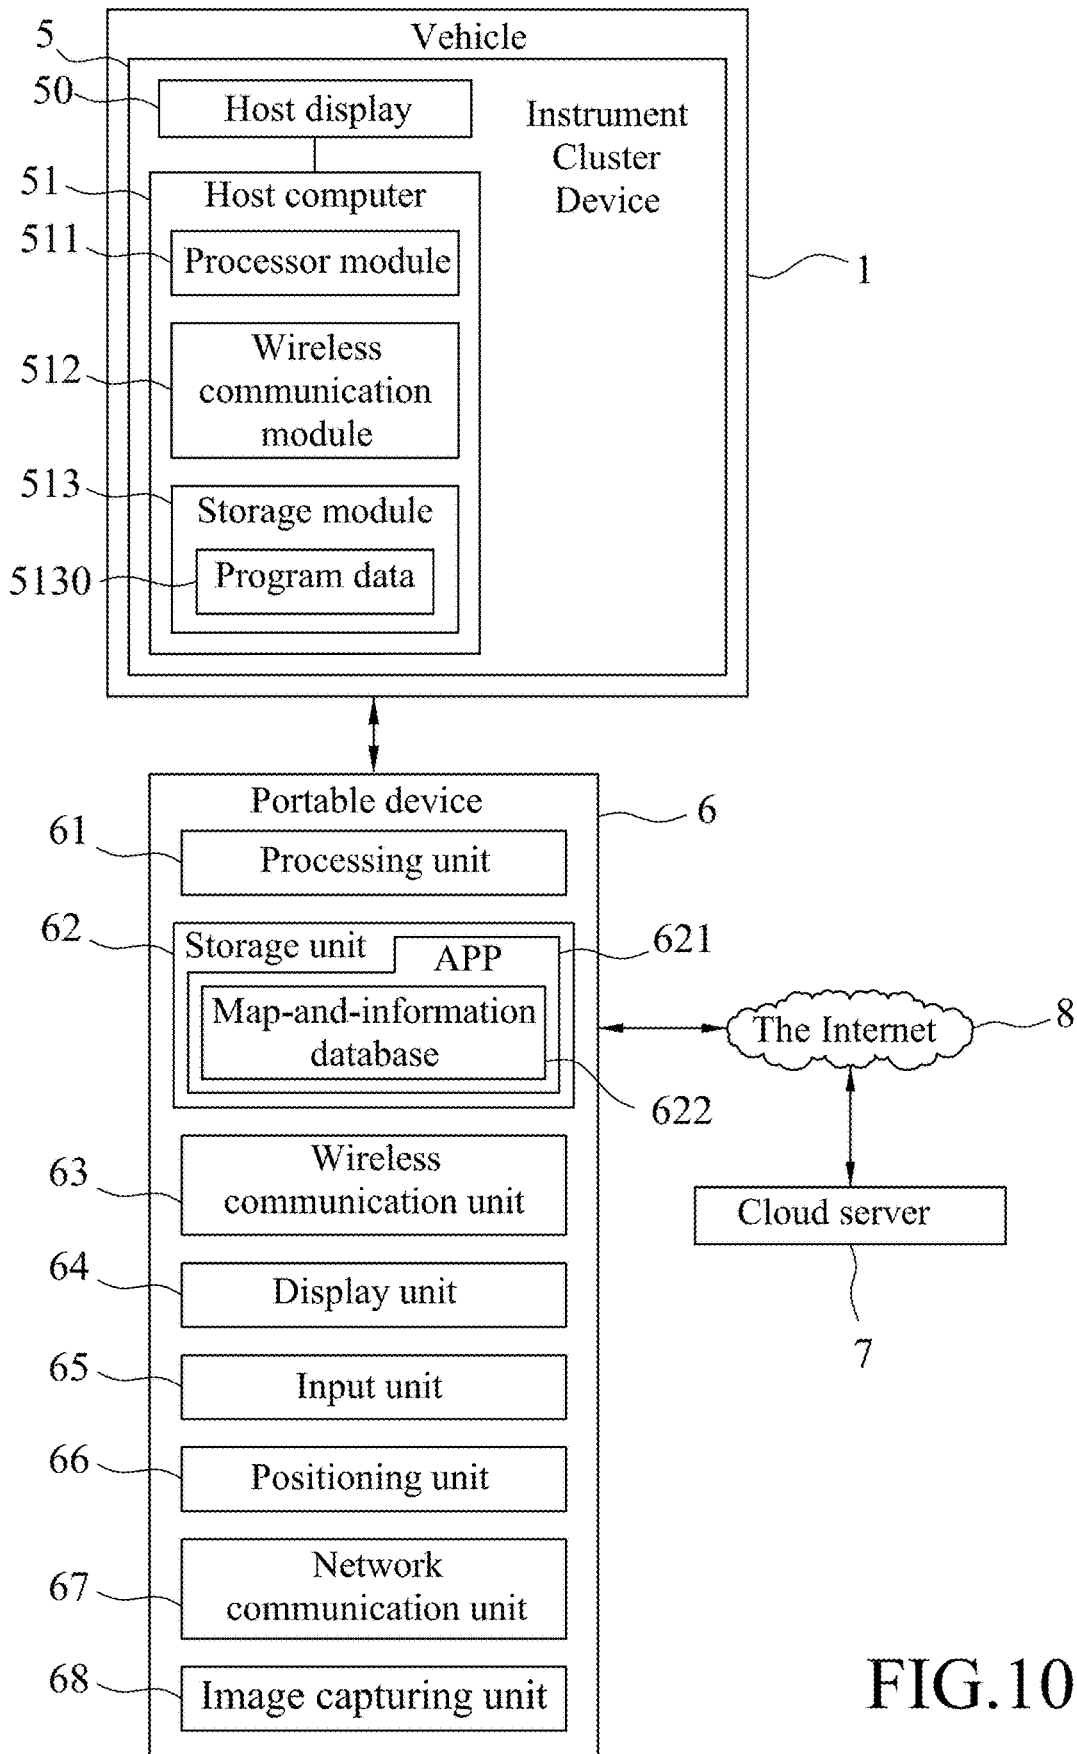 Vehicle
5
50
Host display
Instrument
Cluster
Device
51
Host computer
511
Processor module
1
512
Wireless
communication
module
513
Storage module
5130
Program data
Portable device
6
61
Processing unit
62
Storage unit
APP
621
Map-and-information
database
622
The Internet
8
63
Wireless
communication unit
Cloud server
7
64
Display unit
65
Input unit
66
Positioning unit
67
Network
communication unit
68
Image capturing unit
FIG.10